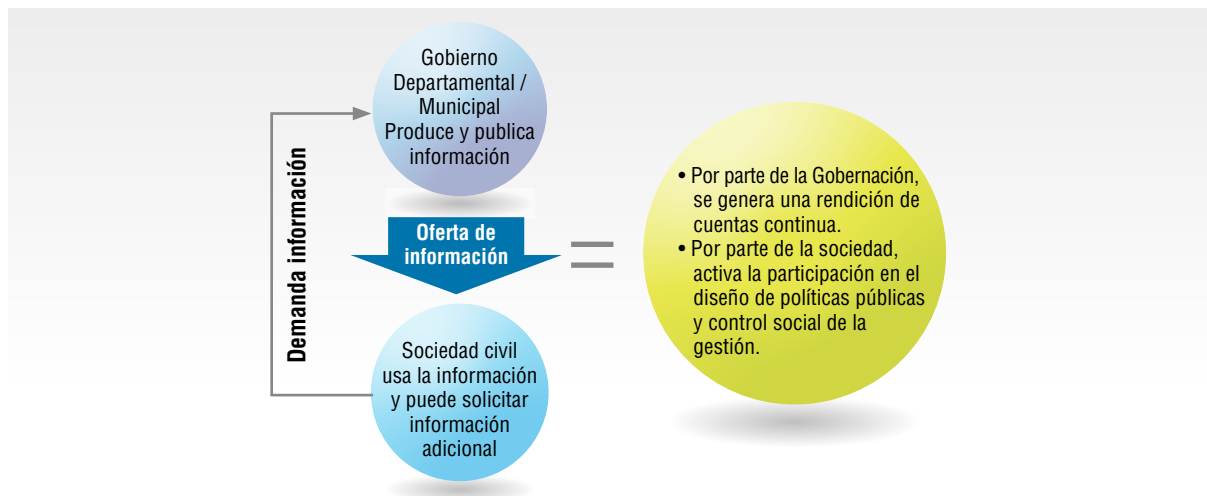 Gobierno
Departamental /
Municipal
Produce y publica
información
Demanda información
Oferta de
información
Sociedad civil
usa la información
y puede solicitar
información
adicional
=
• Por parte de la Gobernación,
se genera una rendición de
cuentas continua.
• Por parte de la sociedad,
activa la participación en el
diseño de políticas públicas
y control social de la
gestión.